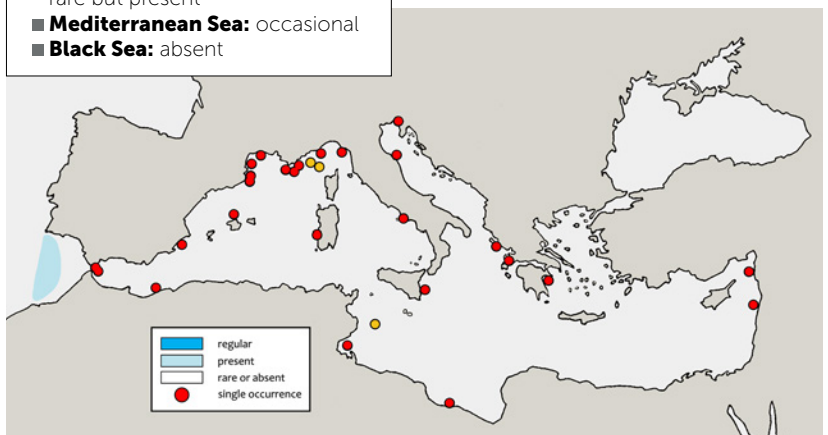 rare but present
■ Mediterranean Sea: occasional
■ Black Sea: absent
regular
present
rare or absent
single occurrence